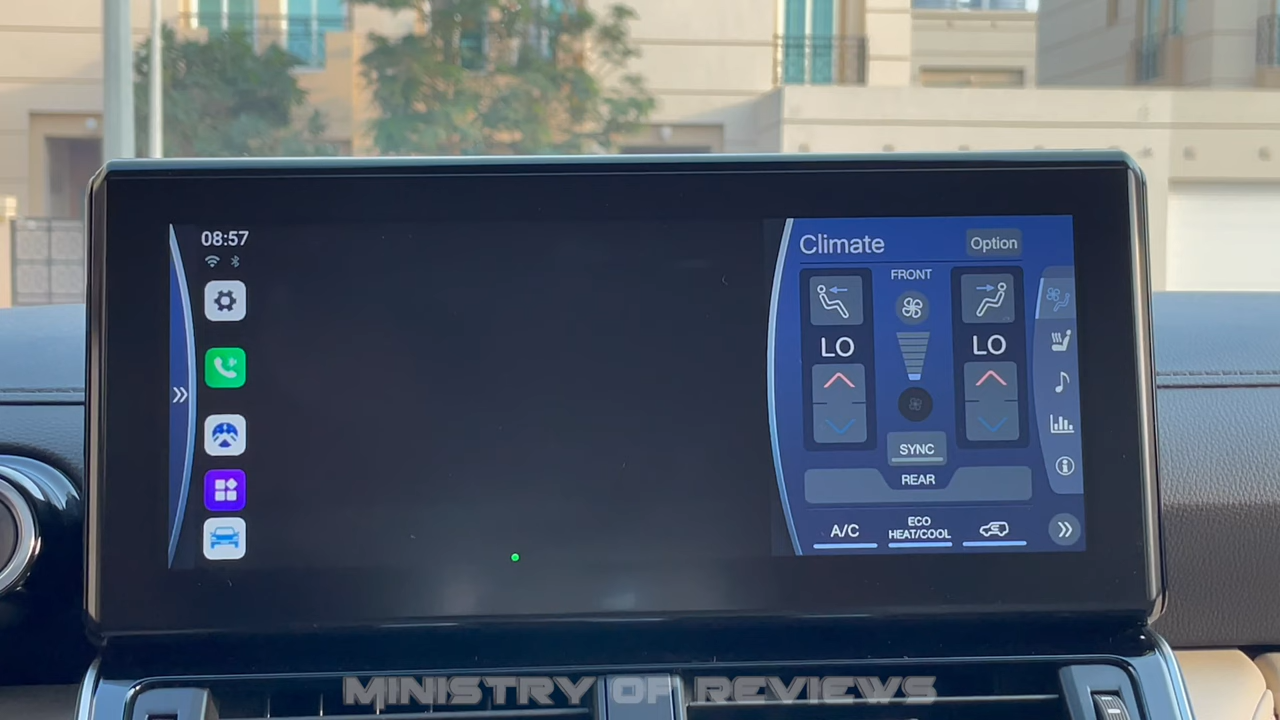 08:57
Climate
Option
FRONT
LO
LO
SYNC
REAR
A/C
ECO
HEAT/COOL
MINISTRY OF REVIEWS